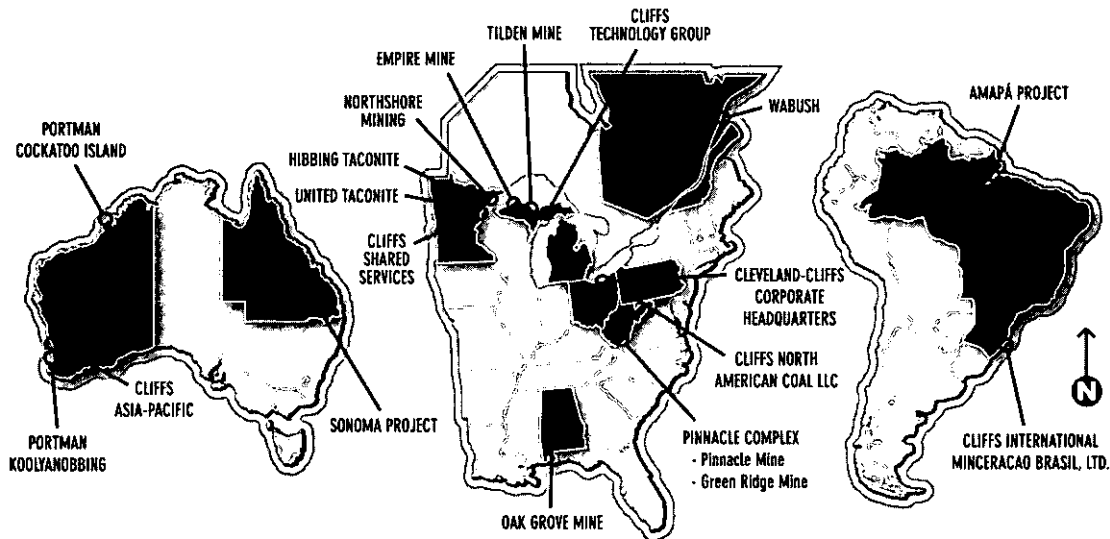 PORTMAN
COCKATOO ISLAND
CLIFFS
ASIA-PACIFIC
PORTMAN
KOOLYANOBBING
SONOMA PROJECT
CLIFFS
TECHNOLOGY GROUP
TILDEN MINE
EMPIRE MINE
NORTHSHORE
MINING
HIBBING TACONITE
UNITED TACONITE
CLIFFS
SHARED
SERVICES
WABUSH
CLEVELAND-CLIFFS
CORPORATE
HEADQUARTERS
CLIFFS NORTH
AMERICAN COAL LLC
PINNACLE COMPLEX
- Pinnacle Mine
- Green Ridge Mine
OAK GROVE MINE
AMAPÁ PROJECT
N
CLIFFS INTERNATIONAL
MINCERACAO BRASIL, LTD.